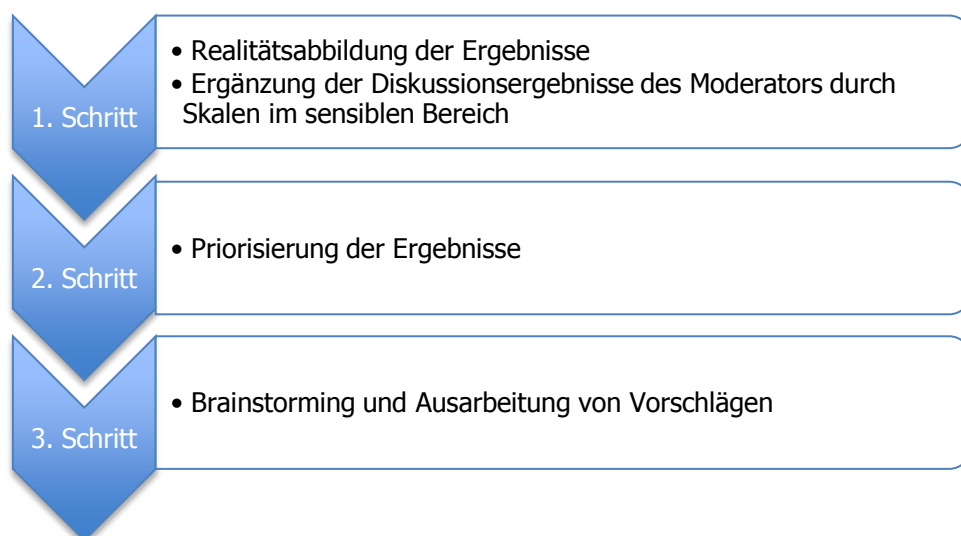 1. Schritt
• Realitätsabbildung der Ergebnisse
• Ergänzung der Diskussionsergebnisse des Moderators durch
Skalen im sensiblen Bereich
2. Schritt
• Priorisierung der Ergebnisse
3. Schritt
• Brainstorming und Ausarbeitung von Vorschlägen